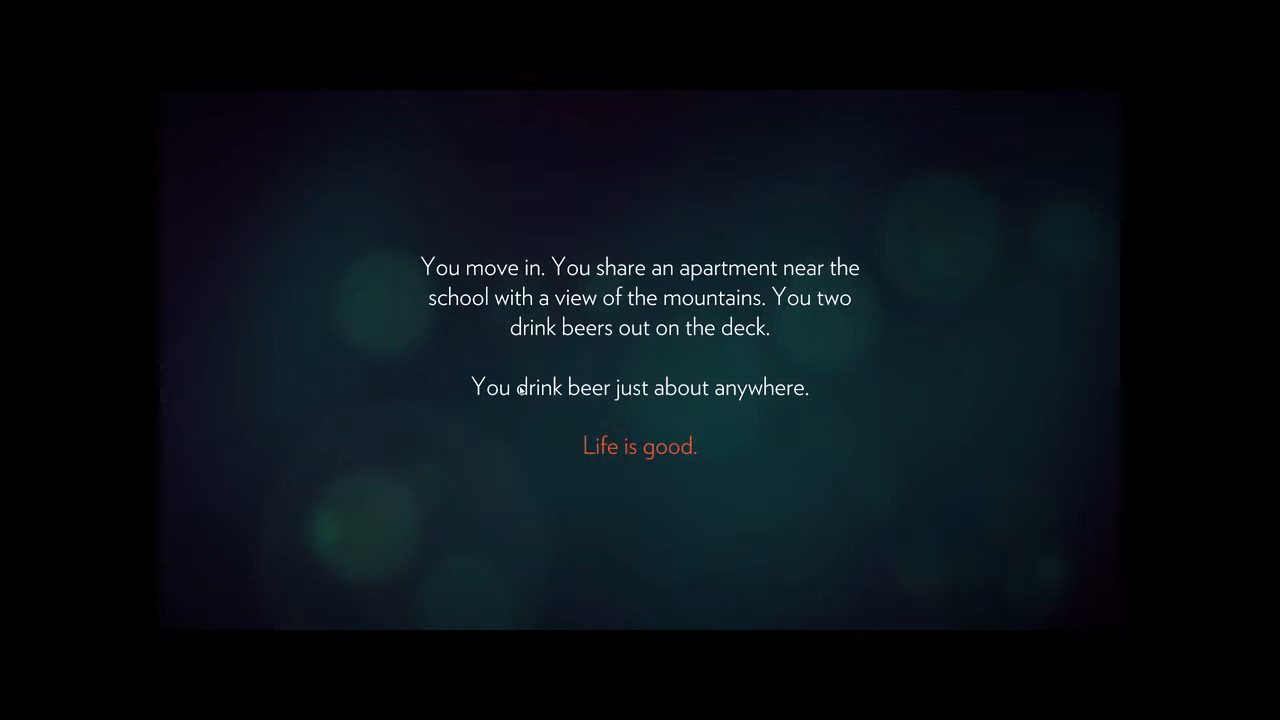 You move in. You share an apartment near the
school with a view of the mountains. You two
drink beers out on the deck.
You drink beer just about anywhere.
Life is good.